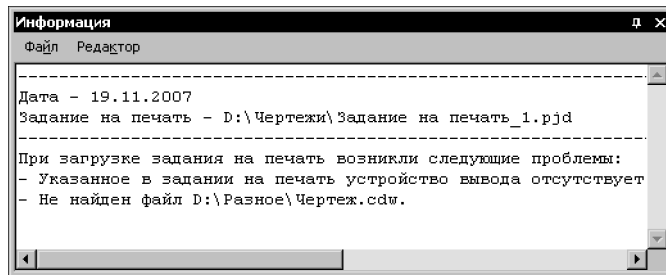 Информация
Файл Редактор
--------------------------------------------------------------------
Дата - 19.11.2007
Задание на печать - D:\Чертежи\Задание на печать_1.pjd
--------------------------------------------------------------------
При загрузке задания на печать возникли следующие проблемы:
- Указанное в задании на печать устройство вывода отсутствует
- Не найден файл D:\Разное\Чертеж.cdw.